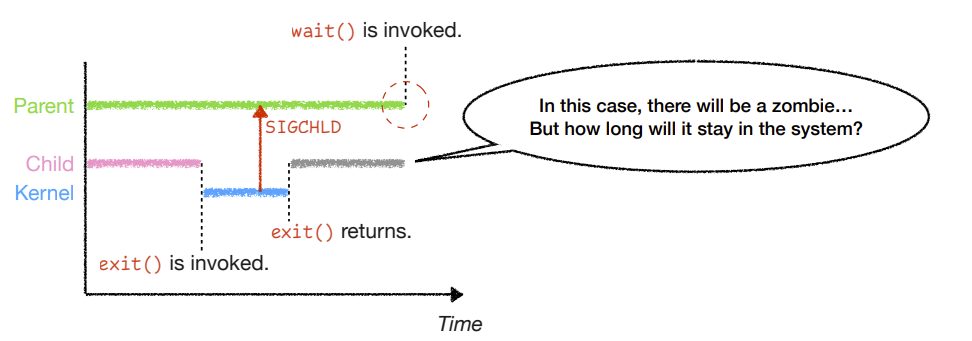 wait() is invoked.
Parent
In this case, there will be a zombie…
But how long will it stay in the system?
SIGCHLD
Child
Kernel
exit() returns.
exit() is invoked.
Time